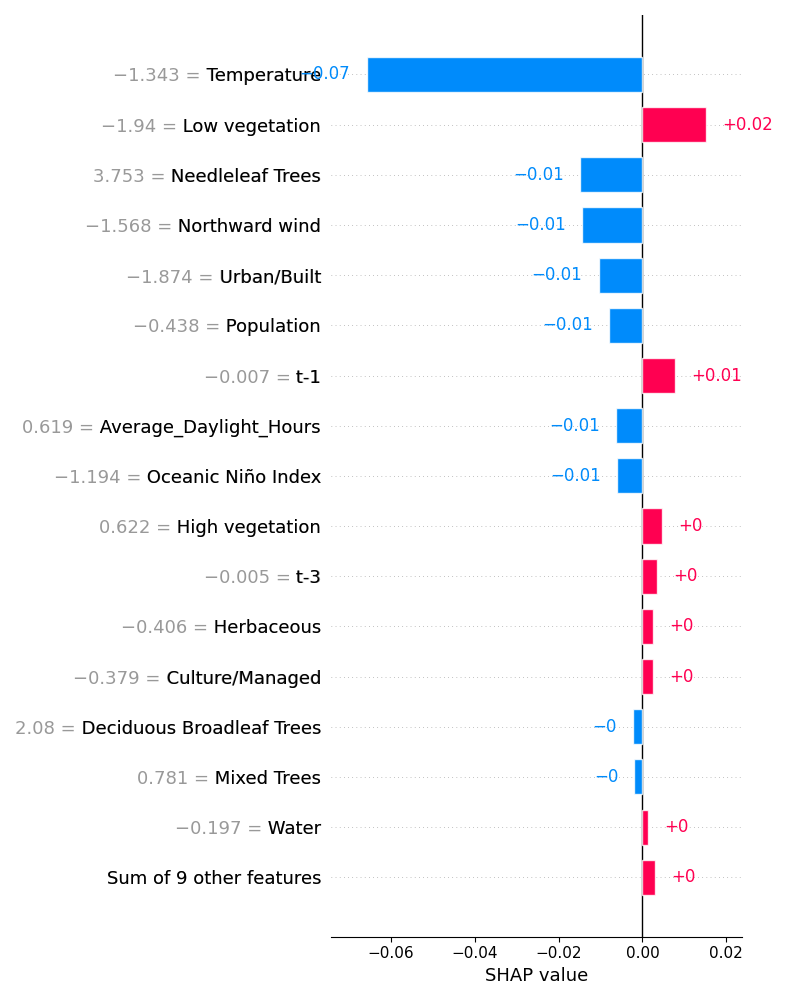 −1.343 = Temperature −0.07
−1.94 = Low vegetation +0.02
3.753 = Needleleaf Trees −0.01
−1.568 = Northward wind −0.01
−1.874 = Urban/Built −0.01
−0.438 = Population −0.01
−0.007 = t-1 +0.01
0.619 = Average_Daylight_Hours −0.01
−1.194 = Oceanic Niño Index −0.01
0.622 = High vegetation +0
−0.005 = t-3 +0
−0.406 = Herbaceous +0
−0.379 = Culture/Managed +0
2.08 = Deciduous Broadleaf Trees −0
0.781 = Mixed Trees −0
−0.197 = Water +0
Sum of 9 other features +0
−0.06 −0.04 −0.02 0.00 0.02
SHAP value